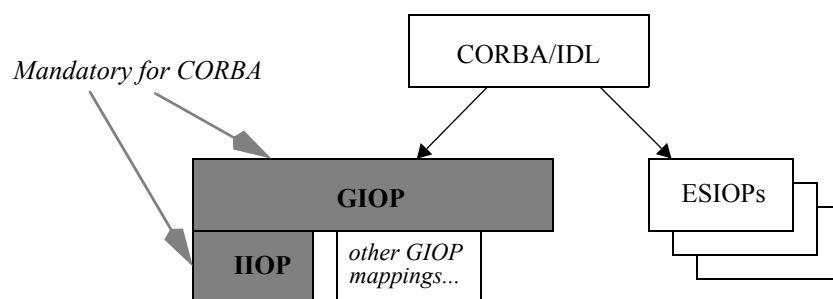 CORBA/IDL
Mandatory for CORBA
GIOP
ESIOPs
IIOP
other GIOP
mappings...